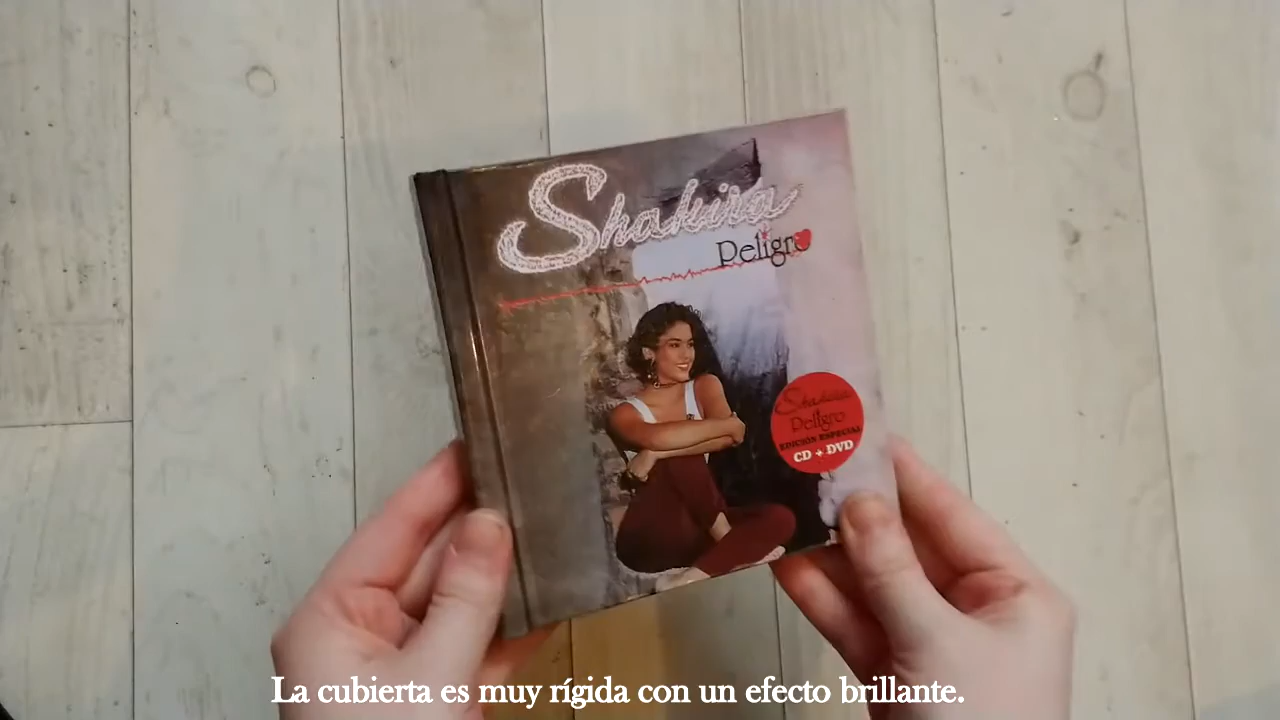 Shakira
Peligro
Shakira
Peligro
EDICIÓN ESPECIAL
CD + DVD
La cubierta es muy rígida con un efecto brillante.